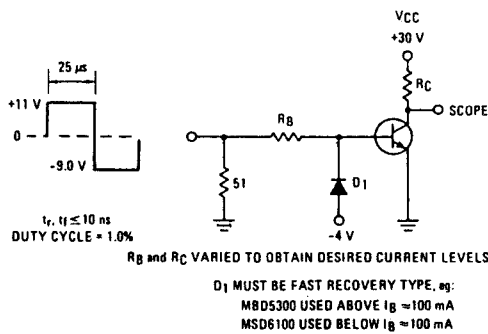 VCC
+30 V
25 μs
RC
+11 V
SCOPE
RB
0
-9.0 V
51
D1
tr, tf ≤ 10 ns
DUTY CYCLE = 1.0%
-4 V
RB and RC VARIED TO OBTAIN DESIRED CURRENT LEVELS
D1 MUST BE FAST RECOVERY TYPE, eg:
MBD5300 USED ABOVE IB ≈100 mA
MSD6100 USED BELOW IB ≈100 mA